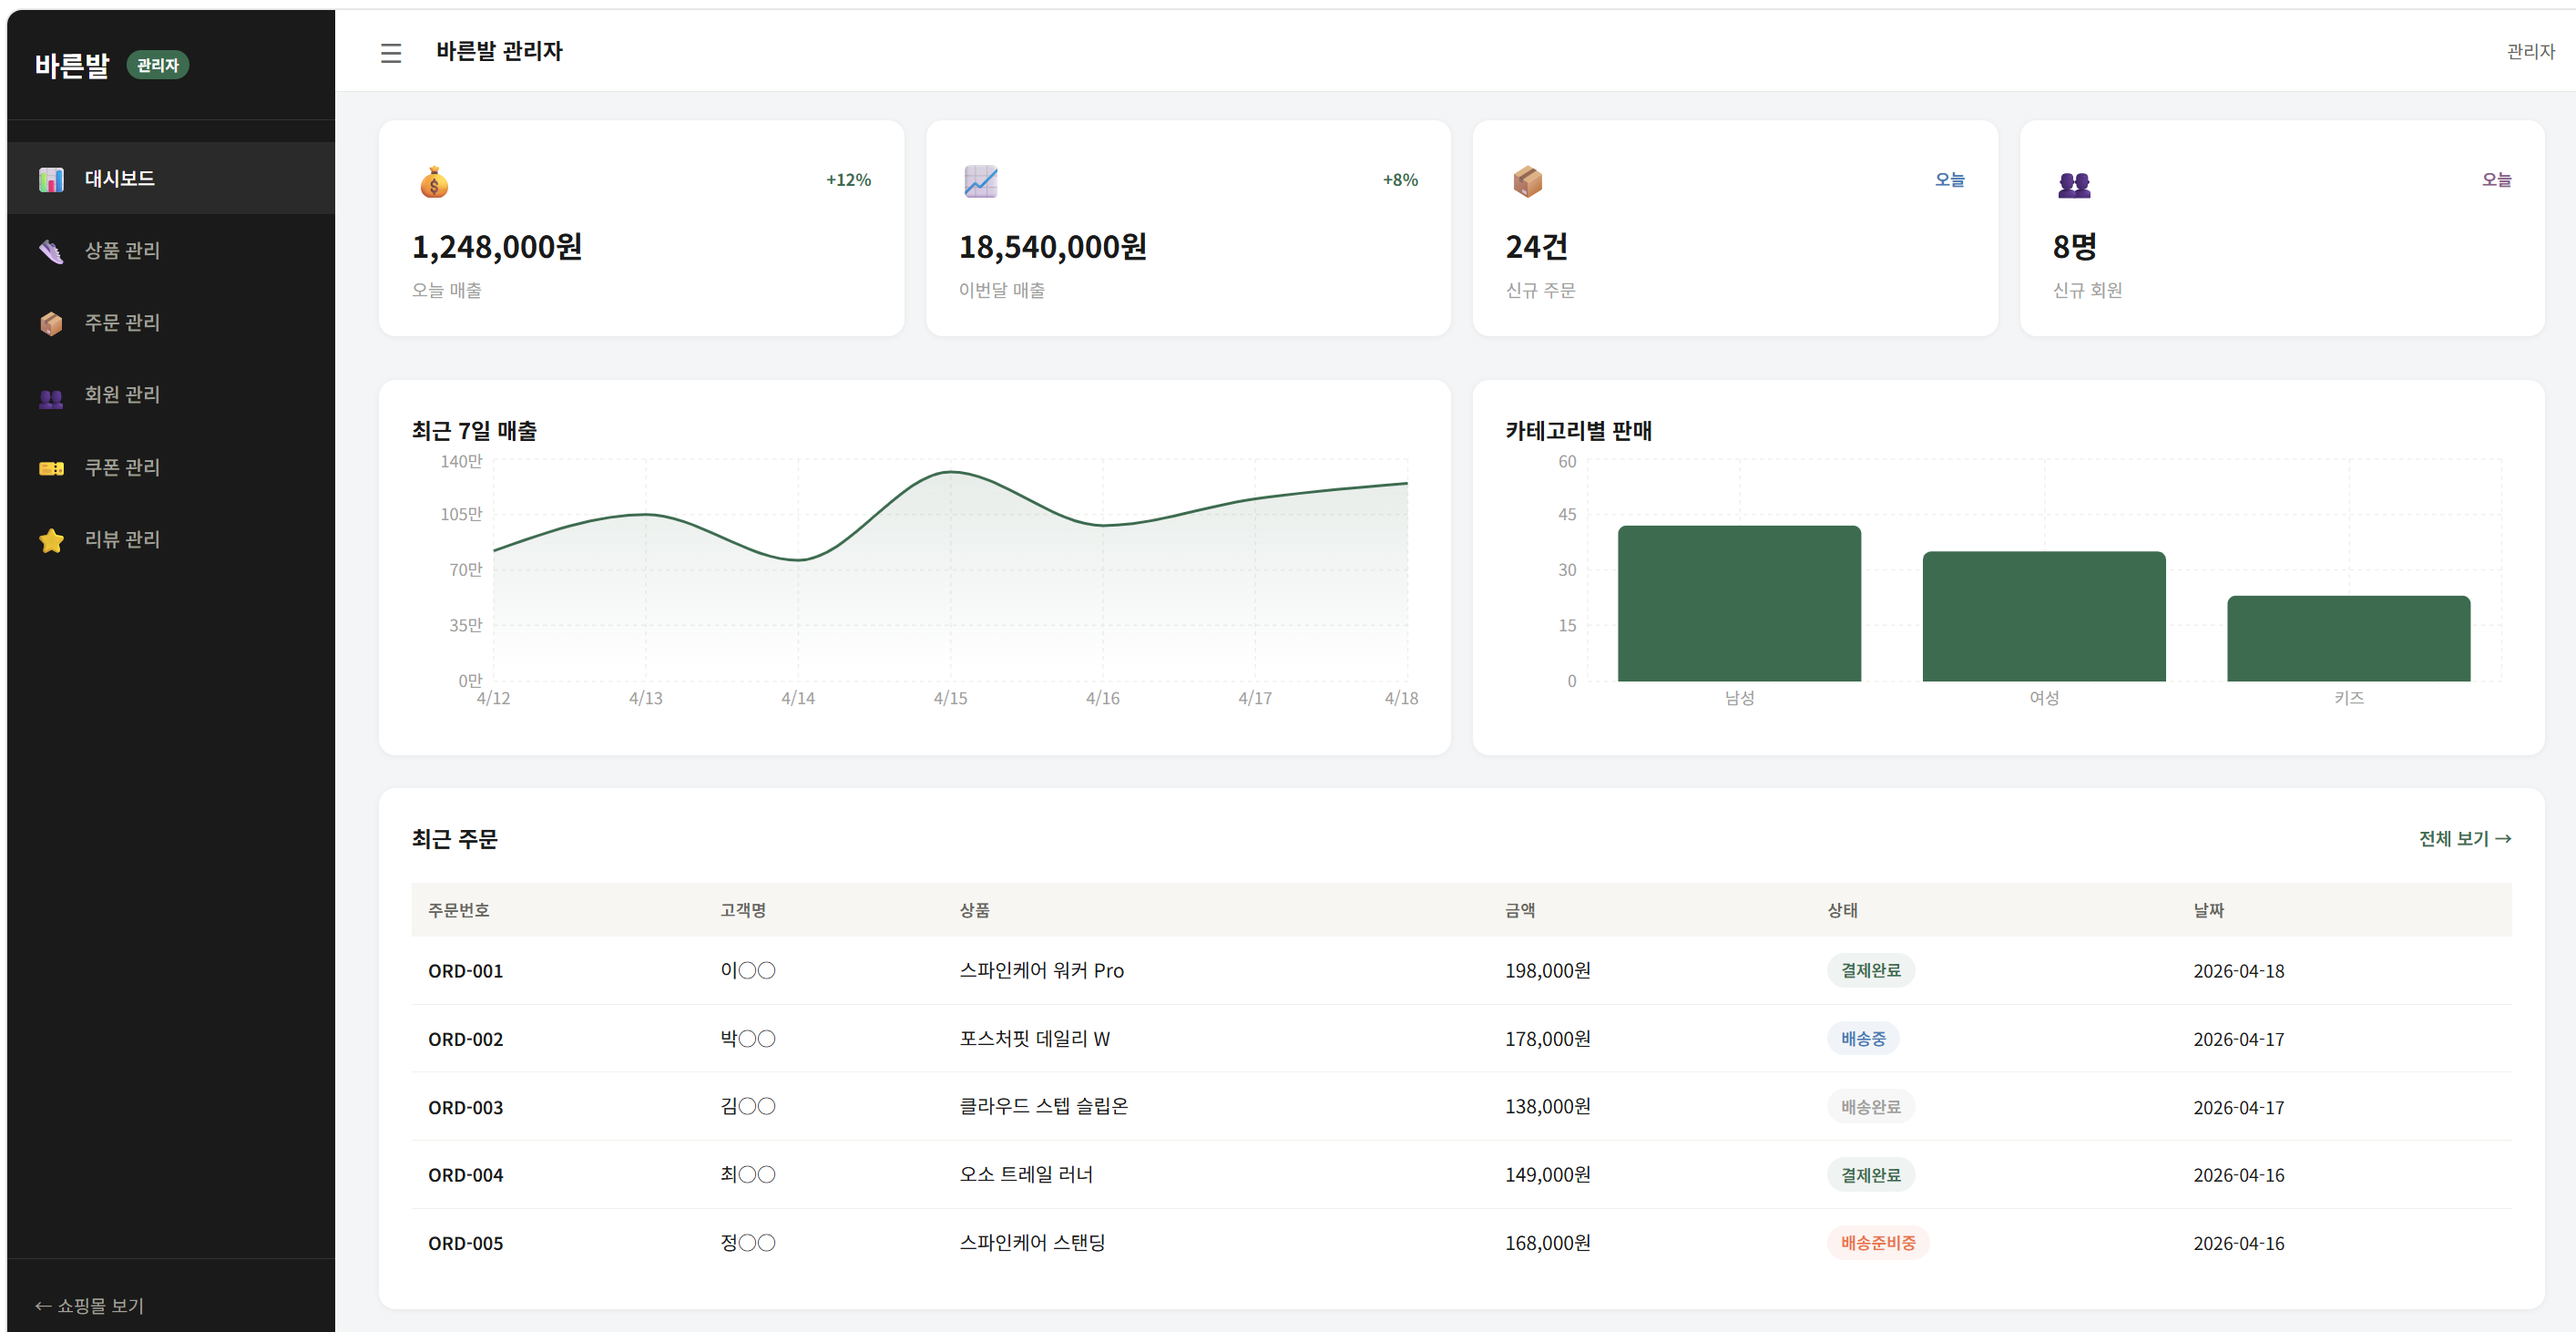 바른발 관리자
대시보드
상품 관리
주문 관리
회원 관리
쿠폰 관리
리뷰 관리
← 쇼핑몰 보기
☰ 바른발 관리자
관리자
+12%
1,248,000원
오늘 매출
+8%
18,540,000원
이번달 매출
오늘
24건
신규 주문
오늘
8명
신규 회원
최근 7일 매출
140만
105만
70만
35만
0만
4/12 4/13 4/14 4/15 4/16 4/17 4/18
카테고리별 판매
60
45
30
15
0
남성 여성 키즈
최근 주문
전체 보기 →
주문번호 고객명 상품 금액 상태 날짜
ORD-001 이○○ 스파인케어 워커 Pro 198,000원 결제완료 2026-04-18
ORD-002 박○○ 포스처핏 데일리 W 178,000원 배송중 2026-04-17
ORD-003 김○○ 클라우드 스텝 슬립온 138,000원 배송완료 2026-04-17
ORD-004 최○○ 오소 트레일 러너 149,000원 결제완료 2026-04-16
ORD-005 정○○ 스파인케어 스탠딩 168,000원 배송준비중 2026-04-16